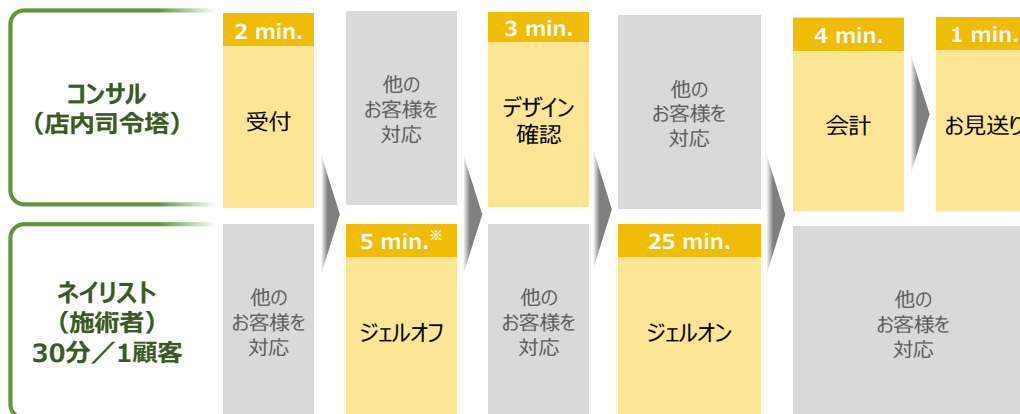 コンサル
（店内司令塔）
2 min.
受付
他の
お客様を
対応
3 min.
デザイン
確認
他の
お客様を
対応
4 min.
会計
1 min.
お見送り
ネイリスト
（施術者）
30分／1顧客
他の
お客様を
対応
5 min.※
ジェルオフ
他の
お客様を
対応
25 min.
ジェルオン
他の
お客様を
対応